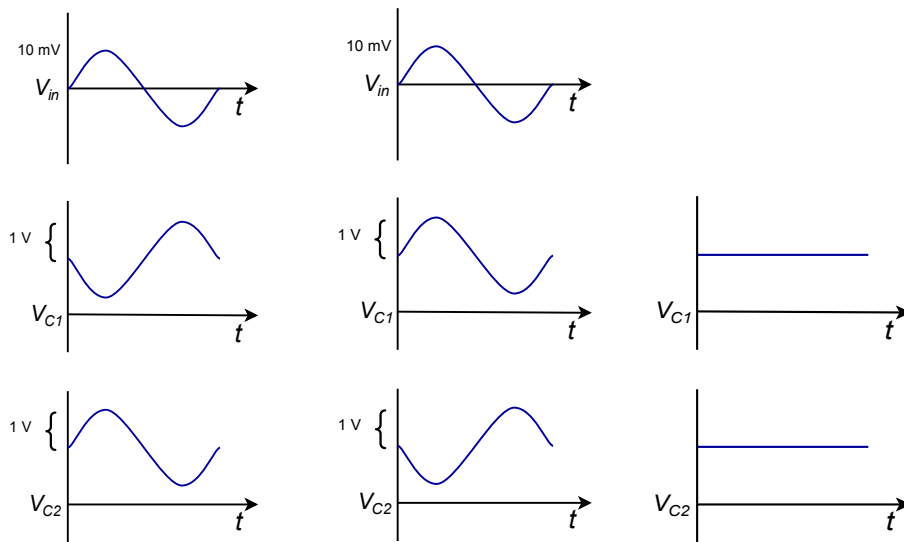 10 mV
V_in
t
10 mV
V_in
t
1 V {
V_C1
t
1 V {
V_C1
t
V_C1
t
1 V {
V_C2
t
1 V {
V_C2
t
V_C2
t